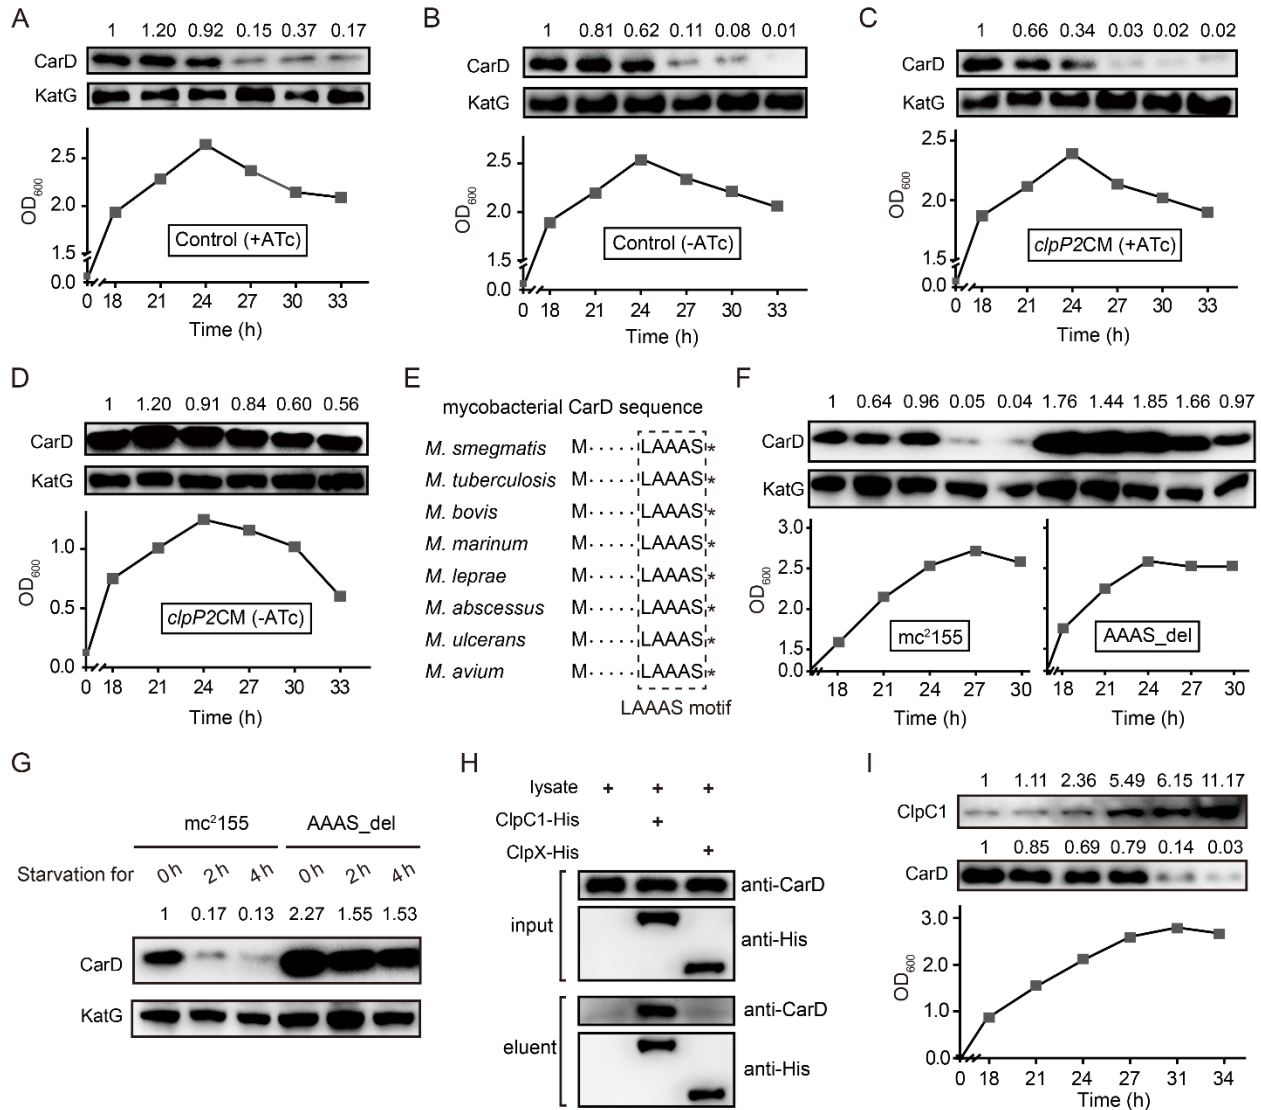 A
1 1.20 0.92 0.15 0.37 0.17
CarD
KatG
2.5
2.0
1.5
0.0
OD600
Control (+ATc)
0 18 21 24 27 30 33
Time (h)
B
1 0.81 0.62 0.11 0.08 0.01
CarD
KatG
2.5
2.0
1.5
0.0
OD600
Control (-ATc)
0 18 21 24 27 30 33
Time (h)
C
1 0.66 0.34 0.03 0.02 0.02
CarD
KatG
2.5
2.0
1.5
0.0
OD600
clpP2CM (+ATc)
0 18 21 24 27 30 33
Time (h)
D
1 1.20 0.91 0.84 0.60 0.56
CarD
KatG
1.0
0.5
0.0
OD600
clpP2CM (-ATc)
0 18 21 24 27 30 33
Time (h)
E
mycobacterial CarD sequence
M. smegmatis M·····LAAAS*
M. tuberculosis M·····LAAAS*
M. bovis M·····LAAAS*
M. marinum M·····LAAAS*
M. leprae M·····LAAAS*
M. abscessus M·····LAAAS*
M. ulcerans M·····LAAAS*
M. avium M·····LAAAS*
LAAAS motif
F
1 0.64 0.96 0.05 0.04 1.76 1.44 1.85 1.66 0.97
CarD
KatG
3.0
2.5
2.0
1.5
0.0
OD600
mc²155
AAAS_del
18 21 24 27 30
18 21 24 27 30
Time (h)
Time (h)
G
mc²155 AAAS_del
Starvation for 0h 2h 4h 0h 2h 4h
1 0.17 0.13 2.27 1.55 1.53
CarD
KatG
H
lysate + + +
ClpC1-His +
ClpX-His +
input
anti-CarD
anti-His
eluent
anti-CarD
anti-His
I
1 1.11 2.36 5.49 6.15 11.17
ClpC1
1 0.85 0.69 0.79 0.14 0.03
CarD
3.0
2.0
1.0
0.0
OD600
0 18 21 24 27 31 34
Time (h)